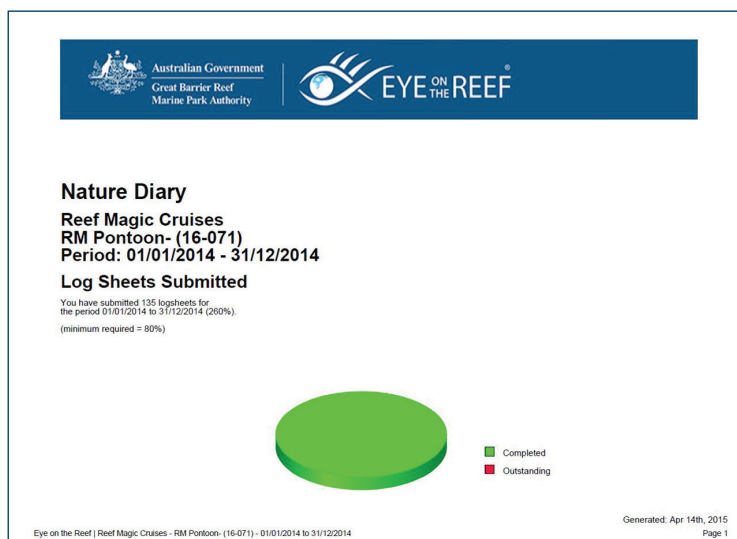 Australian Government
Great Barrier Reef
Marine Park Authority
EYE ON THE REEF®
Nature Diary
Reef Magic Cruises
RM Pontoon- (16-071)
Period: 01/01/2014 - 31/12/2014
Log Sheets Submitted
You have submitted 135 logsheets for
the period 01/01/2014 to 31/12/2014 (260%).
(minimum required = 80%)
Completed
Outstanding
Generated: Apr 14th, 2015
Eye on the Reef | Reef Magic Cruises - RM Pontoon- (16-071) - 01/01/2014 to 31/12/2014
Page 1